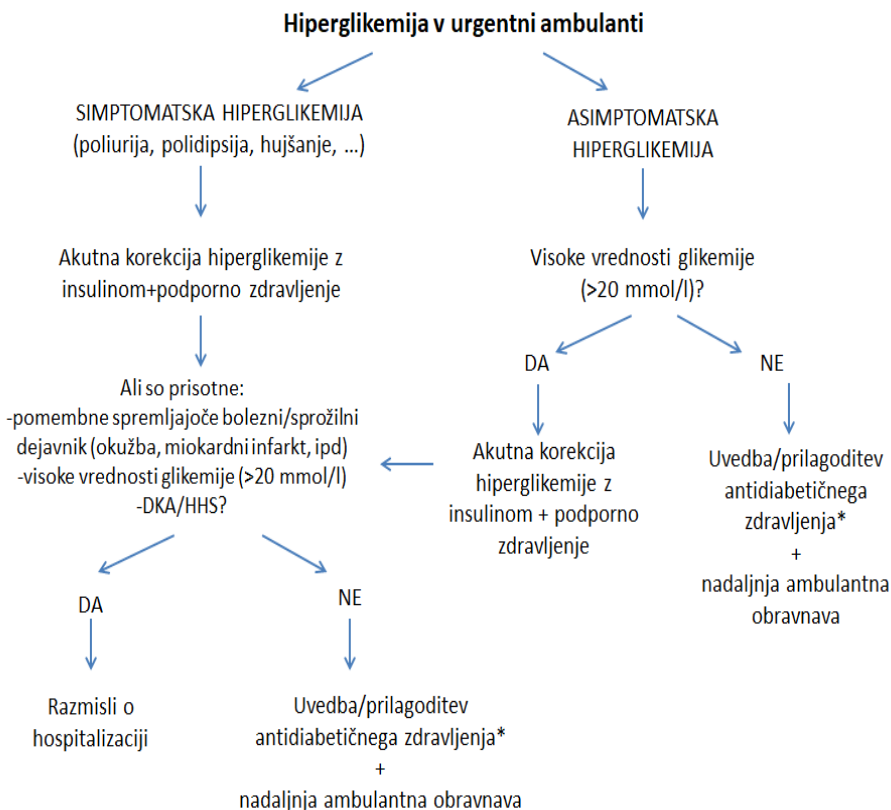 Hiperglikemija v urgentni ambulanti
SIMPTOMATSKA HIPERGLIKEMIJA
(poliurija, polidipsija, hujšanje, ...)
ASIMPTOMATSKA
HIPERGLIKEMIJA
Akutna korekcija hiperglikemije z
insulinom+podporno zdravljenje
Visoke vrednosti glikemije
(>20 mmol/l)?
DA
NE
Ali so prisotne:
-pomembne spremljajoče bolezni/sprožilni
dejavnik (okužba, miokardni infarkt, ipd)
-visoke vrednosti glikemije (>20 mmol/l)
-DKA/HHS?
Akutna korekcija
hiperglikemije z
insulinom + podporno
zdravljenje
Uvedba/prilagoditev
antidiabetičnega
zdravljenja*
+
nadaljnja ambulantna
obravnava
DA
NE
Razmisli o
hospitalizaciji
Uvedba/prilagoditev
antidiabetičnega zdravljenja*
+
nadaljnja ambulantna obravnava